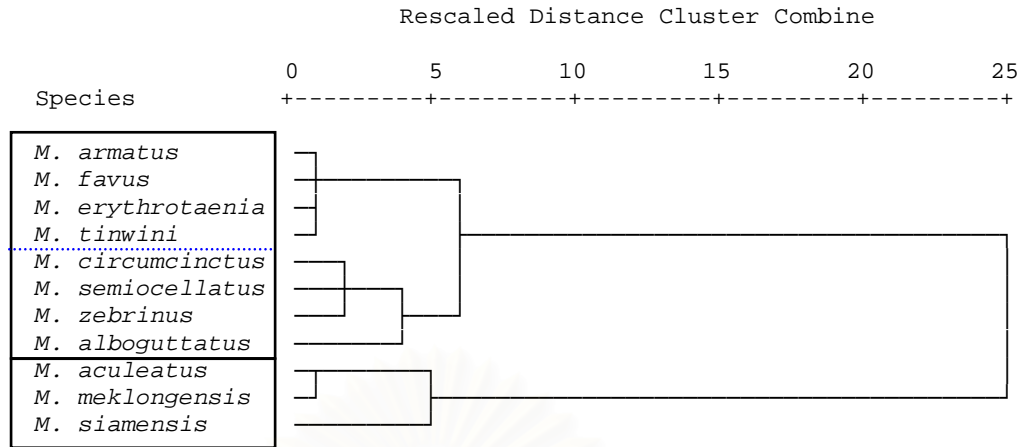 Rescaled Distance Cluster Combine
0 5 10 15 20 25
Species +---------+---------+---------+---------+---------+
M. armatus
M. favus
M. erythrotaenia
M. tinwini
M. circumcinctus
M. semiocellatus
M. zebrinus
M. alboguttatus
M. aculeatus
M. meklongensis
M. siamensis